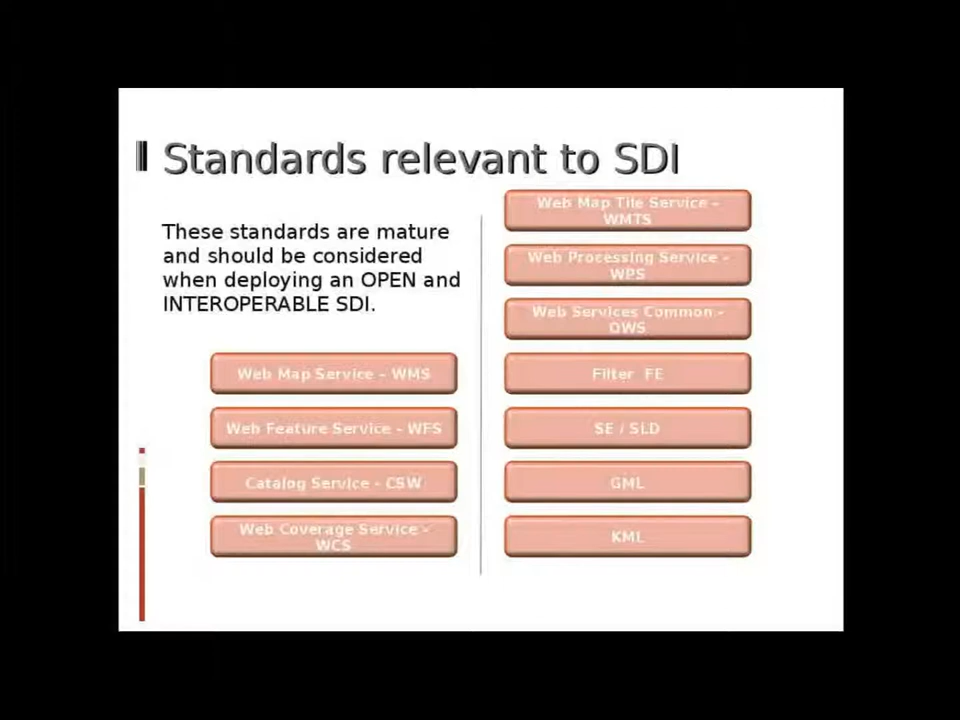 Standards relevant to SDI
These standards are mature
and should be considered
when deploying an OPEN and
INTEROPERABLE SDI.
Web Map Service – WMS
Web Feature Service – WFS
Catalog Service – CSW
Web Coverage Service –
WCS
Web Map Tile Service –
WMTS
Web Processing Service –
WPS
Web Services Common –
OWS
Filter FE
SE / SLD
GML
KML